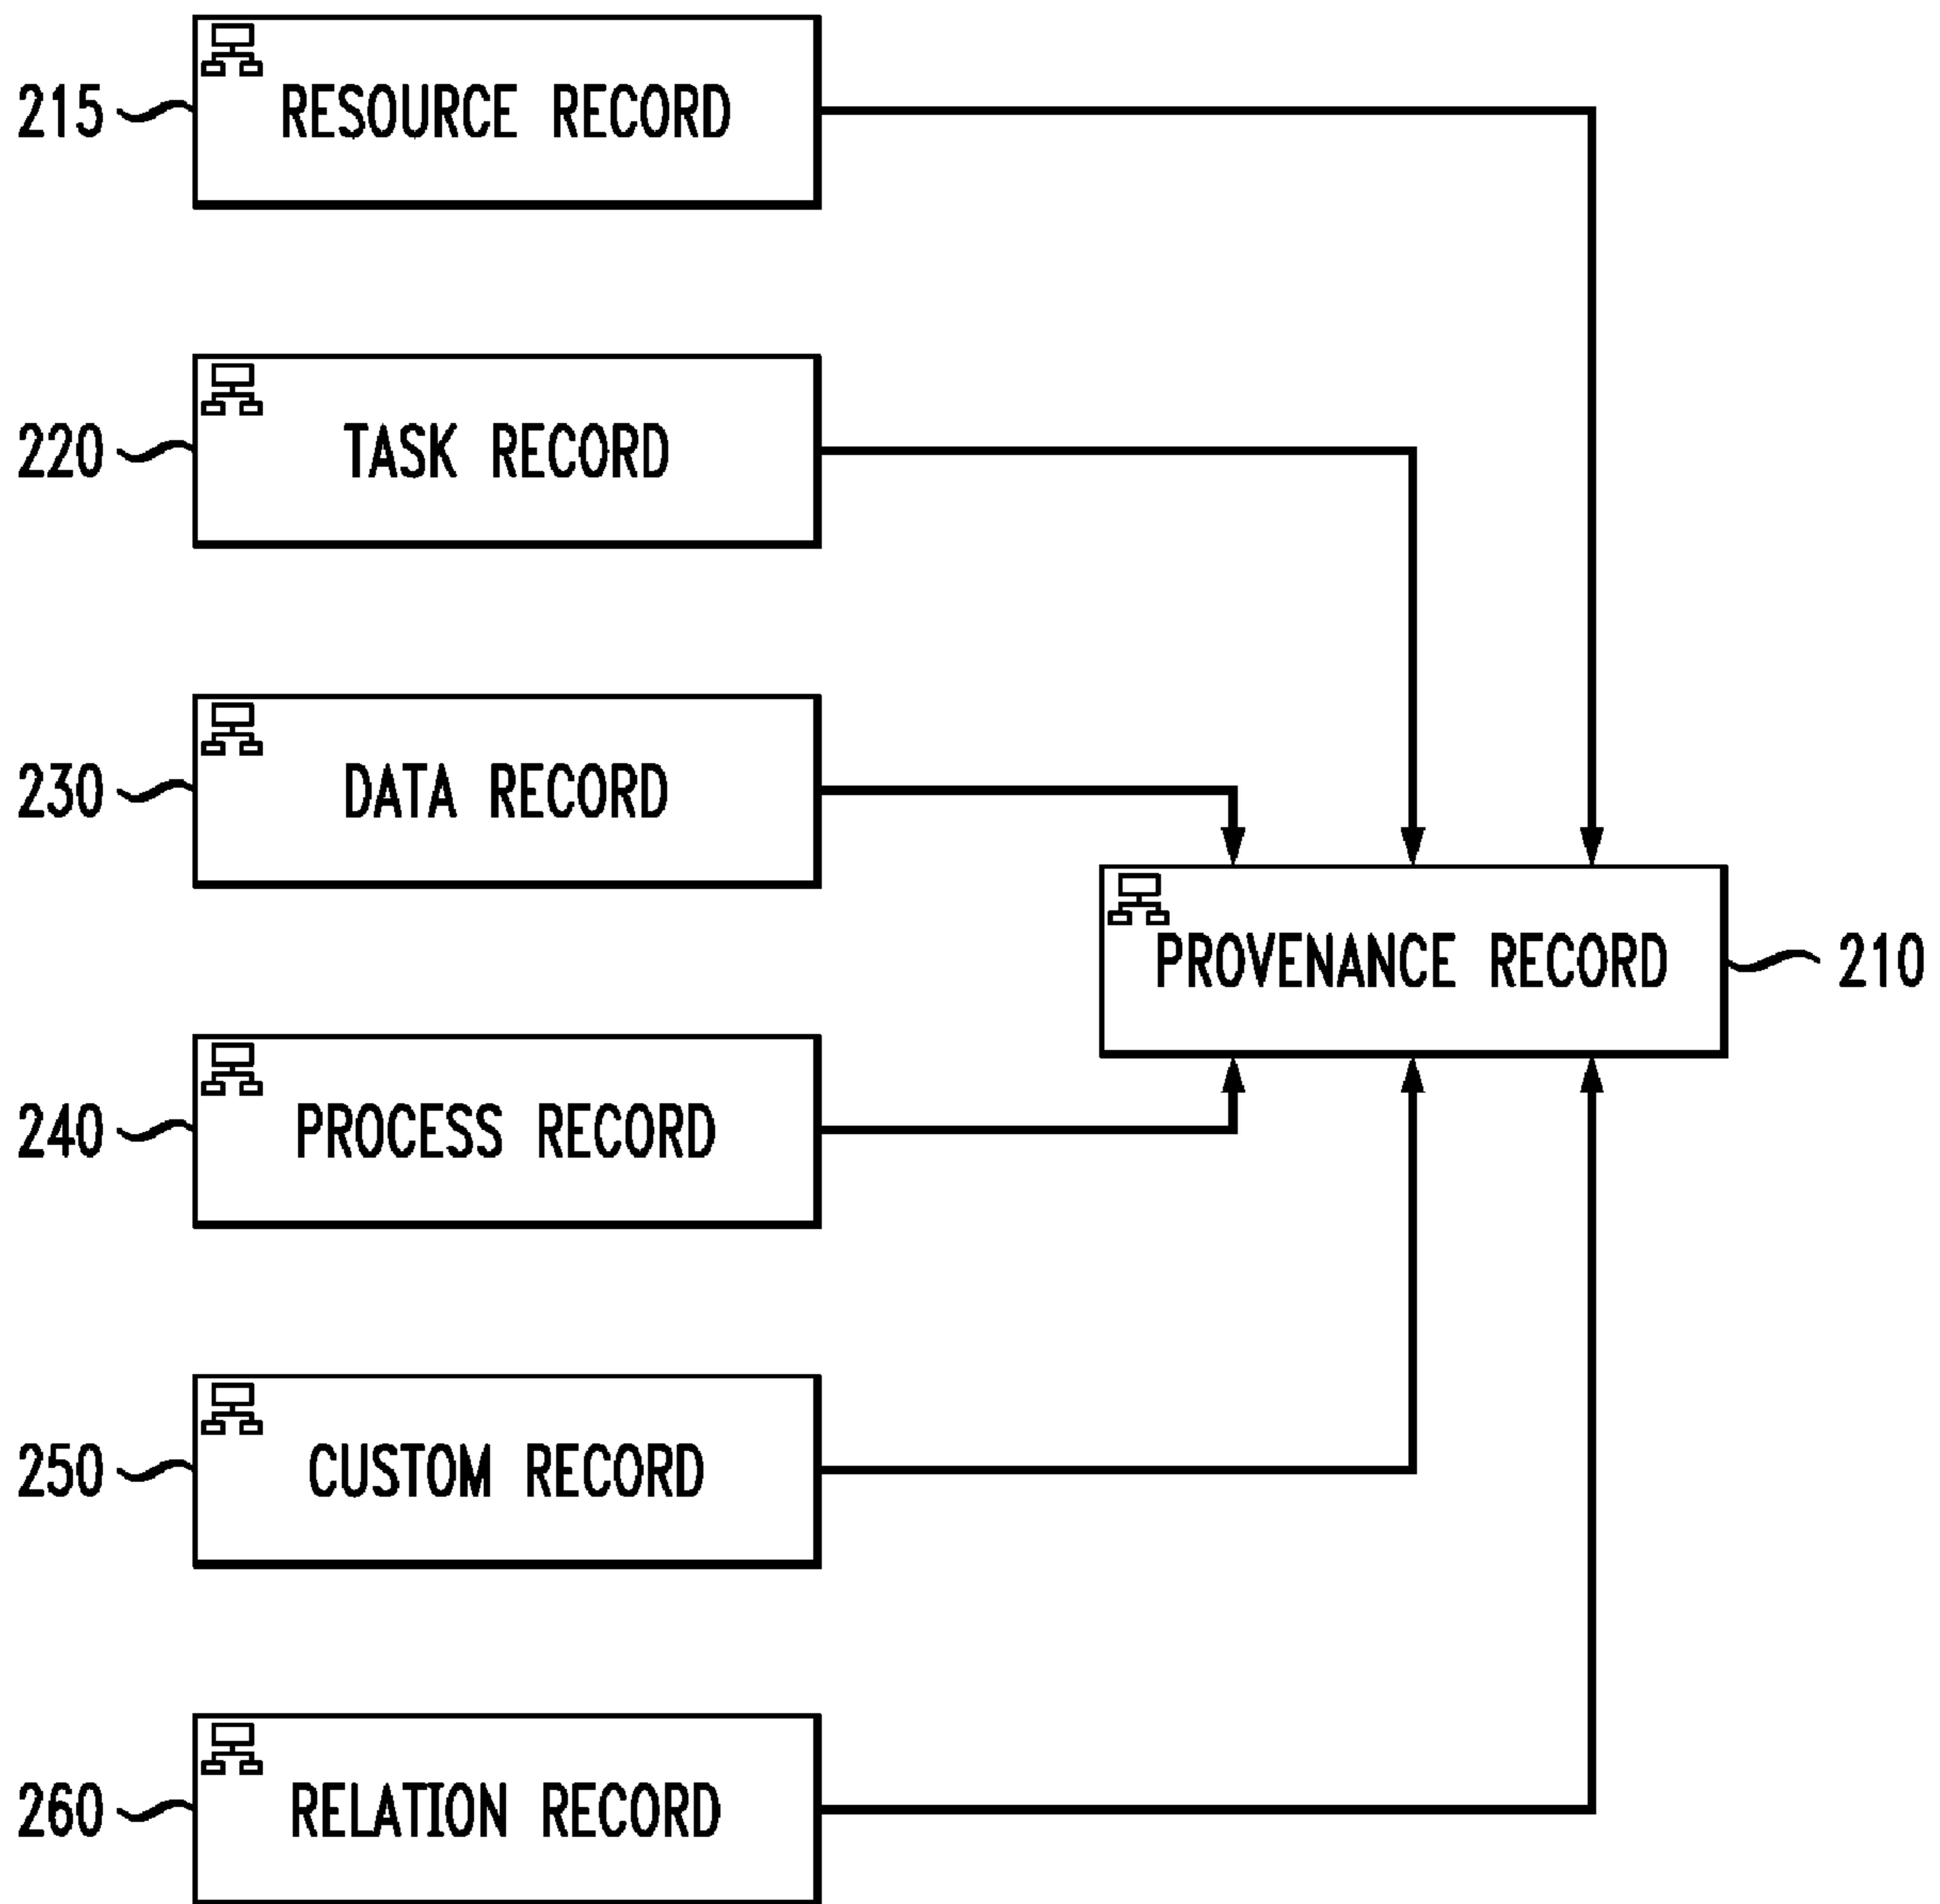 215 RESOURCE RECORD
220 TASK RECORD
230 DATA RECORD
PROVENANCE RECORD 210
240 PROCESS RECORD
250 CUSTOM RECORD
260 RELATION RECORD